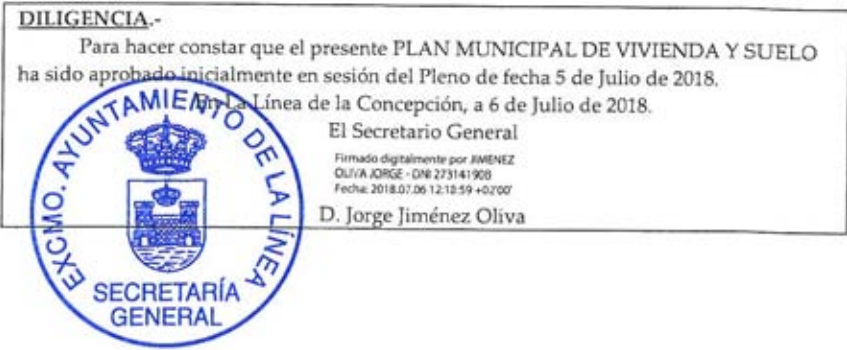 DILIGENCIA.-
Para hacer constar que el presente PLAN MUNICIPAL DE VIVIENDA Y SUELO
ha sido aprobado inicialmente en sesión del Pleno de fecha 5 de Julio de 2018.
En La Línea de la Concepción, a 6 de Julio de 2018.
El Secretario General
Firmado digitalmente por JIMENEZ
OLIVA JORGE - DNI 27314190B
Fecha: 2018.07.06 12:18:59 +02'00'
D. Jorge Jiménez Oliva
EXCMO. AYUNTAMIENTO DE LA LÍNEA
SECRETARÍA
GENERAL